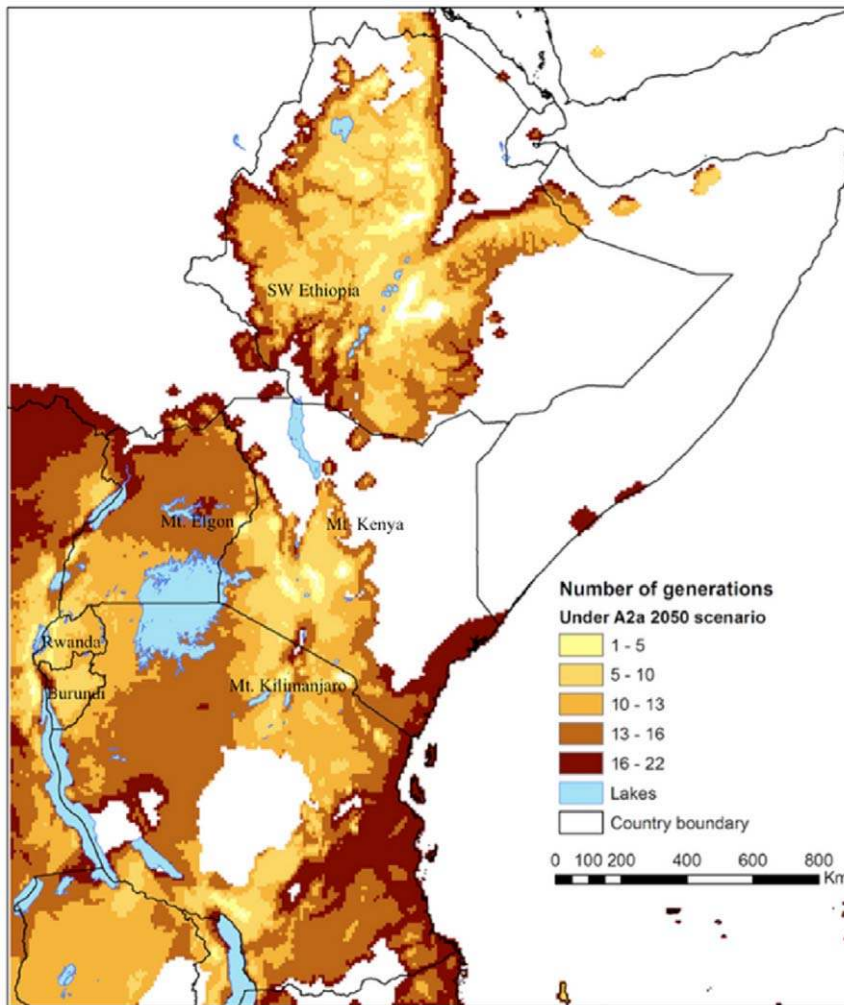 SW Ethiopia
Mt. Elgon
Mt. Kenya
Rwanda
Burundi
Mt. Kilimanjaro
Number of generations
Under A2a 2050 scenario
1 - 5
5 - 10
10 - 13
13 - 16
16 - 22
Lakes
Country boundary
0 100 200 400 600 800
Km